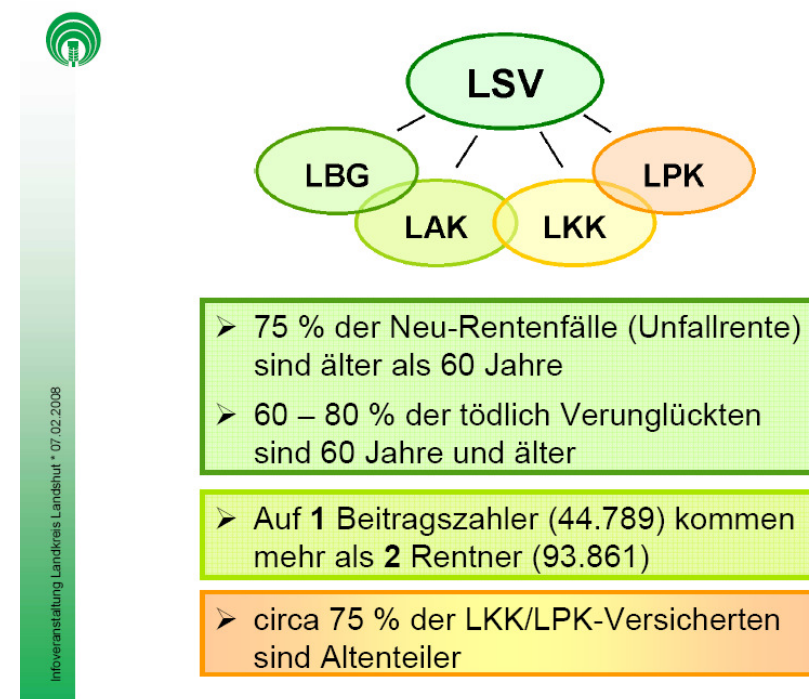 LSV
LBG
LAK
LKK
LPK
➢ 75 % der Neu-Rentenfälle (Unfallrente)
sind älter als 60 Jahre
➢ 60 – 80 % der tödlich Verunglückten
sind 60 Jahre und älter
➢ Auf 1 Beitragszahler (44.789) kommen
mehr als 2 Rentner (93.861)
➢ circa 75 % der LKK/LPK-Versicherten
sind Altenteiler
Infoveranstaltung Landkreis Landshut * 07.02.2008